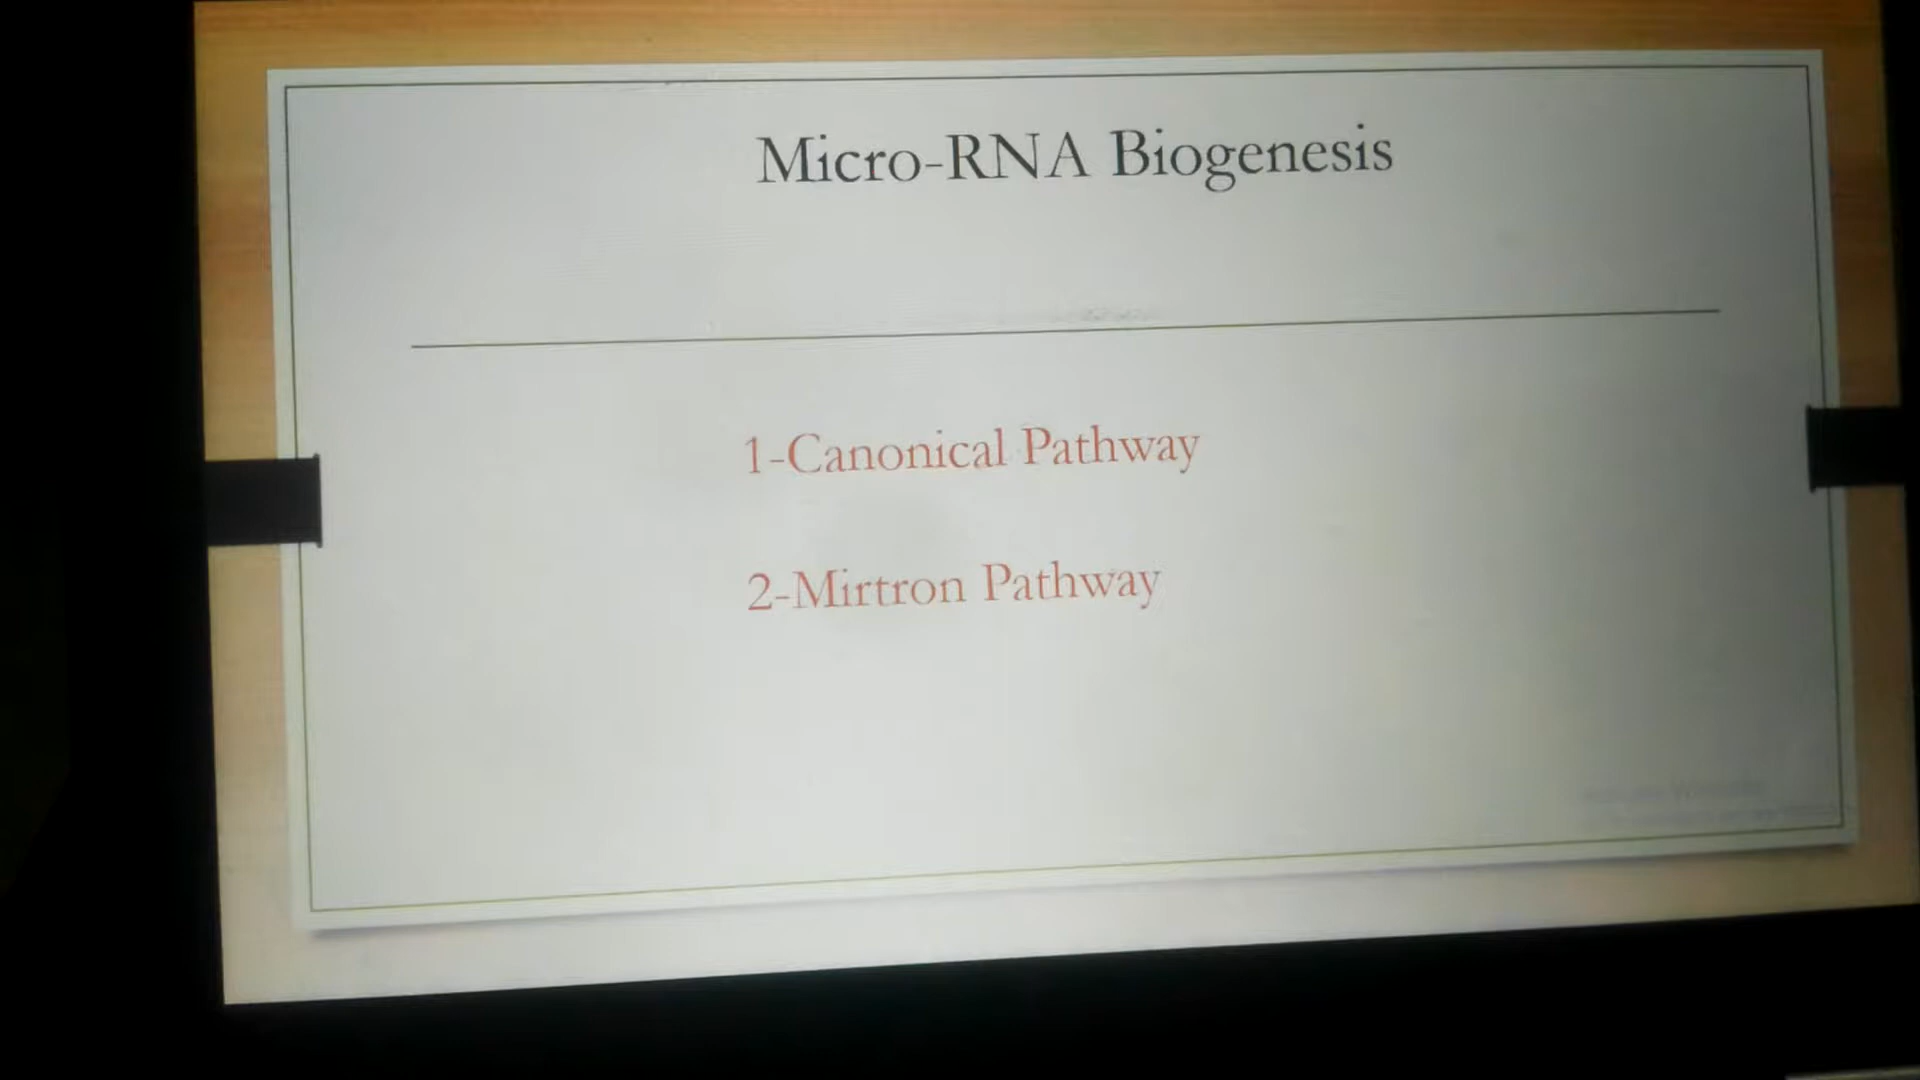 Micro-RNA Biogenesis
1-Canonical Pathway
2-Mirtron Pathway